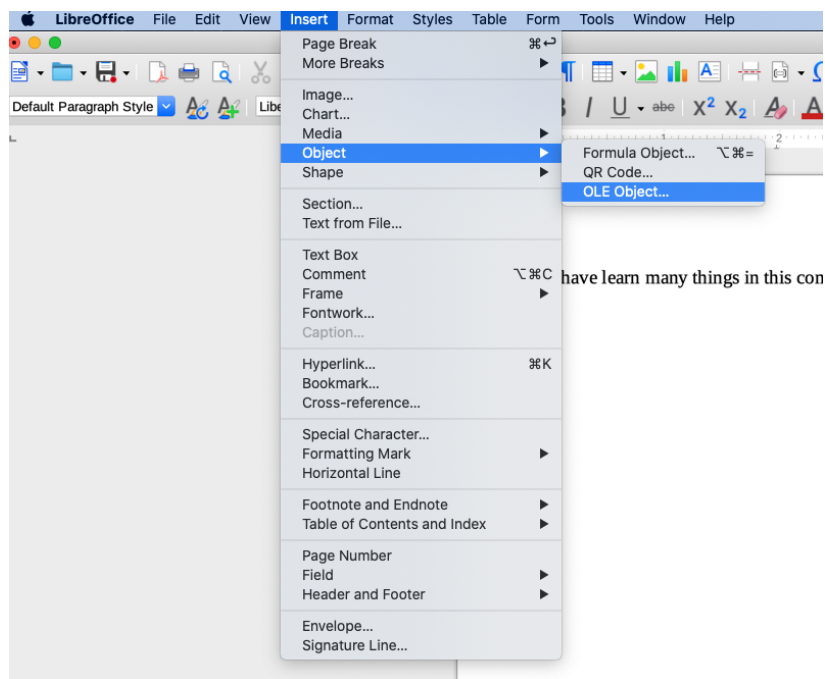 LibreOffice File Edit View Insert Format Styles Table Form Tools Window Help
Default Paragraph Style Libe
Page Break ⌘↩
More Breaks
Image...
Chart...
Media
Object
Shape
Formula Object... ⌥⌘=
QR Code...
OLE Object...
Section...
Text from File...
Text Box
Comment ⌥⌘C
Frame
Fontwork...
Caption...
Hyperlink... ⌘K
Bookmark...
Cross-reference...
Special Character...
Formatting Mark
Horizontal Line
Footnote and Endnote
Table of Contents and Index
Page Number
Field
Header and Footer
Envelope...
Signature Line...
have learn many things in this con